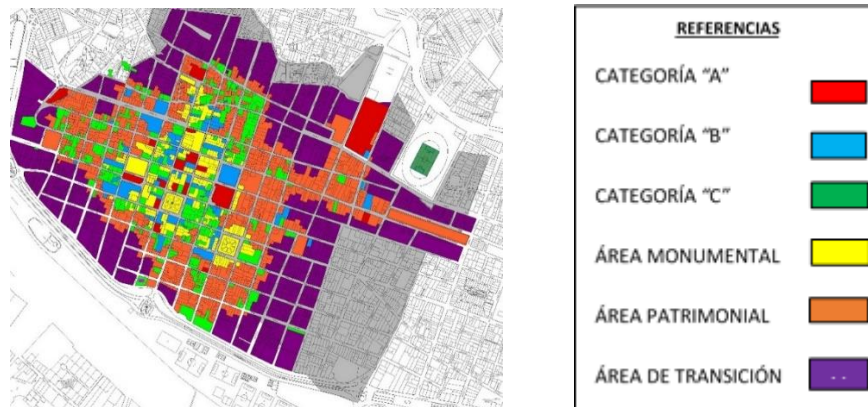 REFERENCIAS
CATEGORÍA "A"
CATEGORÍA "B"
CATEGORÍA "C"
ÁREA MONUMENTAL
ÁREA PATRIMONIAL
ÁREA DE TRANSICIÓN